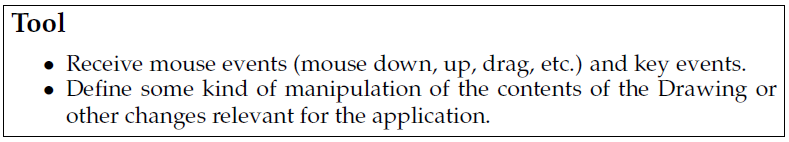 Tool
• Receive mouse events (mouse down, up, drag, etc.) and key events.
• Define some kind of manipulation of the contents of the Drawing or
other changes relevant for the application.